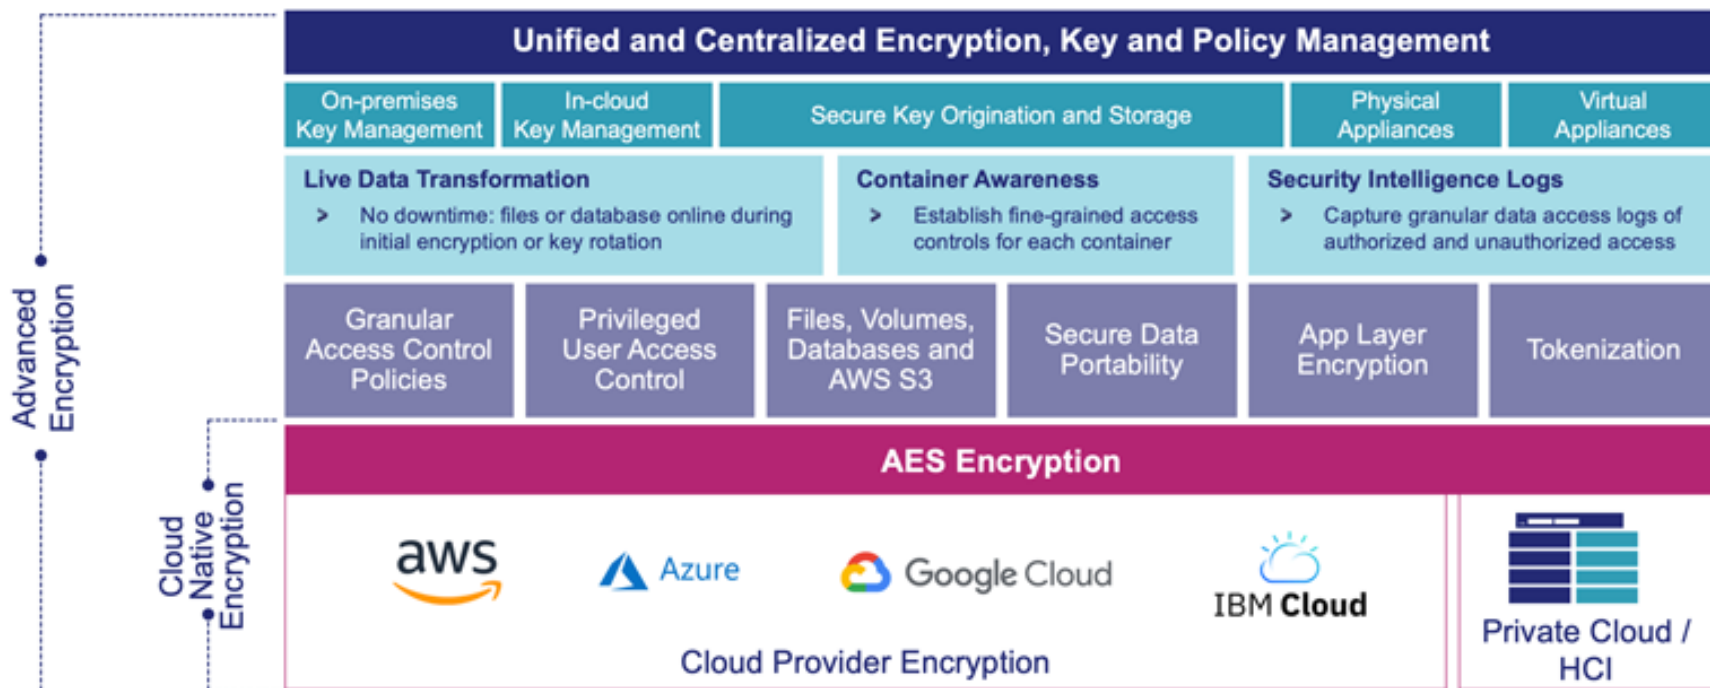 Unified and Centralized Encryption, Key and Policy Management
On-premises
Key Management
In-cloud
Key Management
Secure Key Origination and Storage
Physical
Appliances
Virtual
Appliances
Live Data Transformation
> No downtime: files or database online during
initial encryption or key rotation
Container Awareness
> Establish fine-grained access
controls for each container
Security Intelligence Logs
> Capture granular data access logs of
authorized and unauthorized access
Advanced
Encryption
Granular
Access Control
Policies
Privileged
User Access
Control
Files, Volumes,
Databases and
AWS S3
Secure Data
Portability
App Layer
Encryption
Tokenization
Cloud
Native
Encryption
AES Encryption
aws
Azure
Google Cloud
IBM Cloud
Cloud Provider Encryption
Private Cloud /
HCI